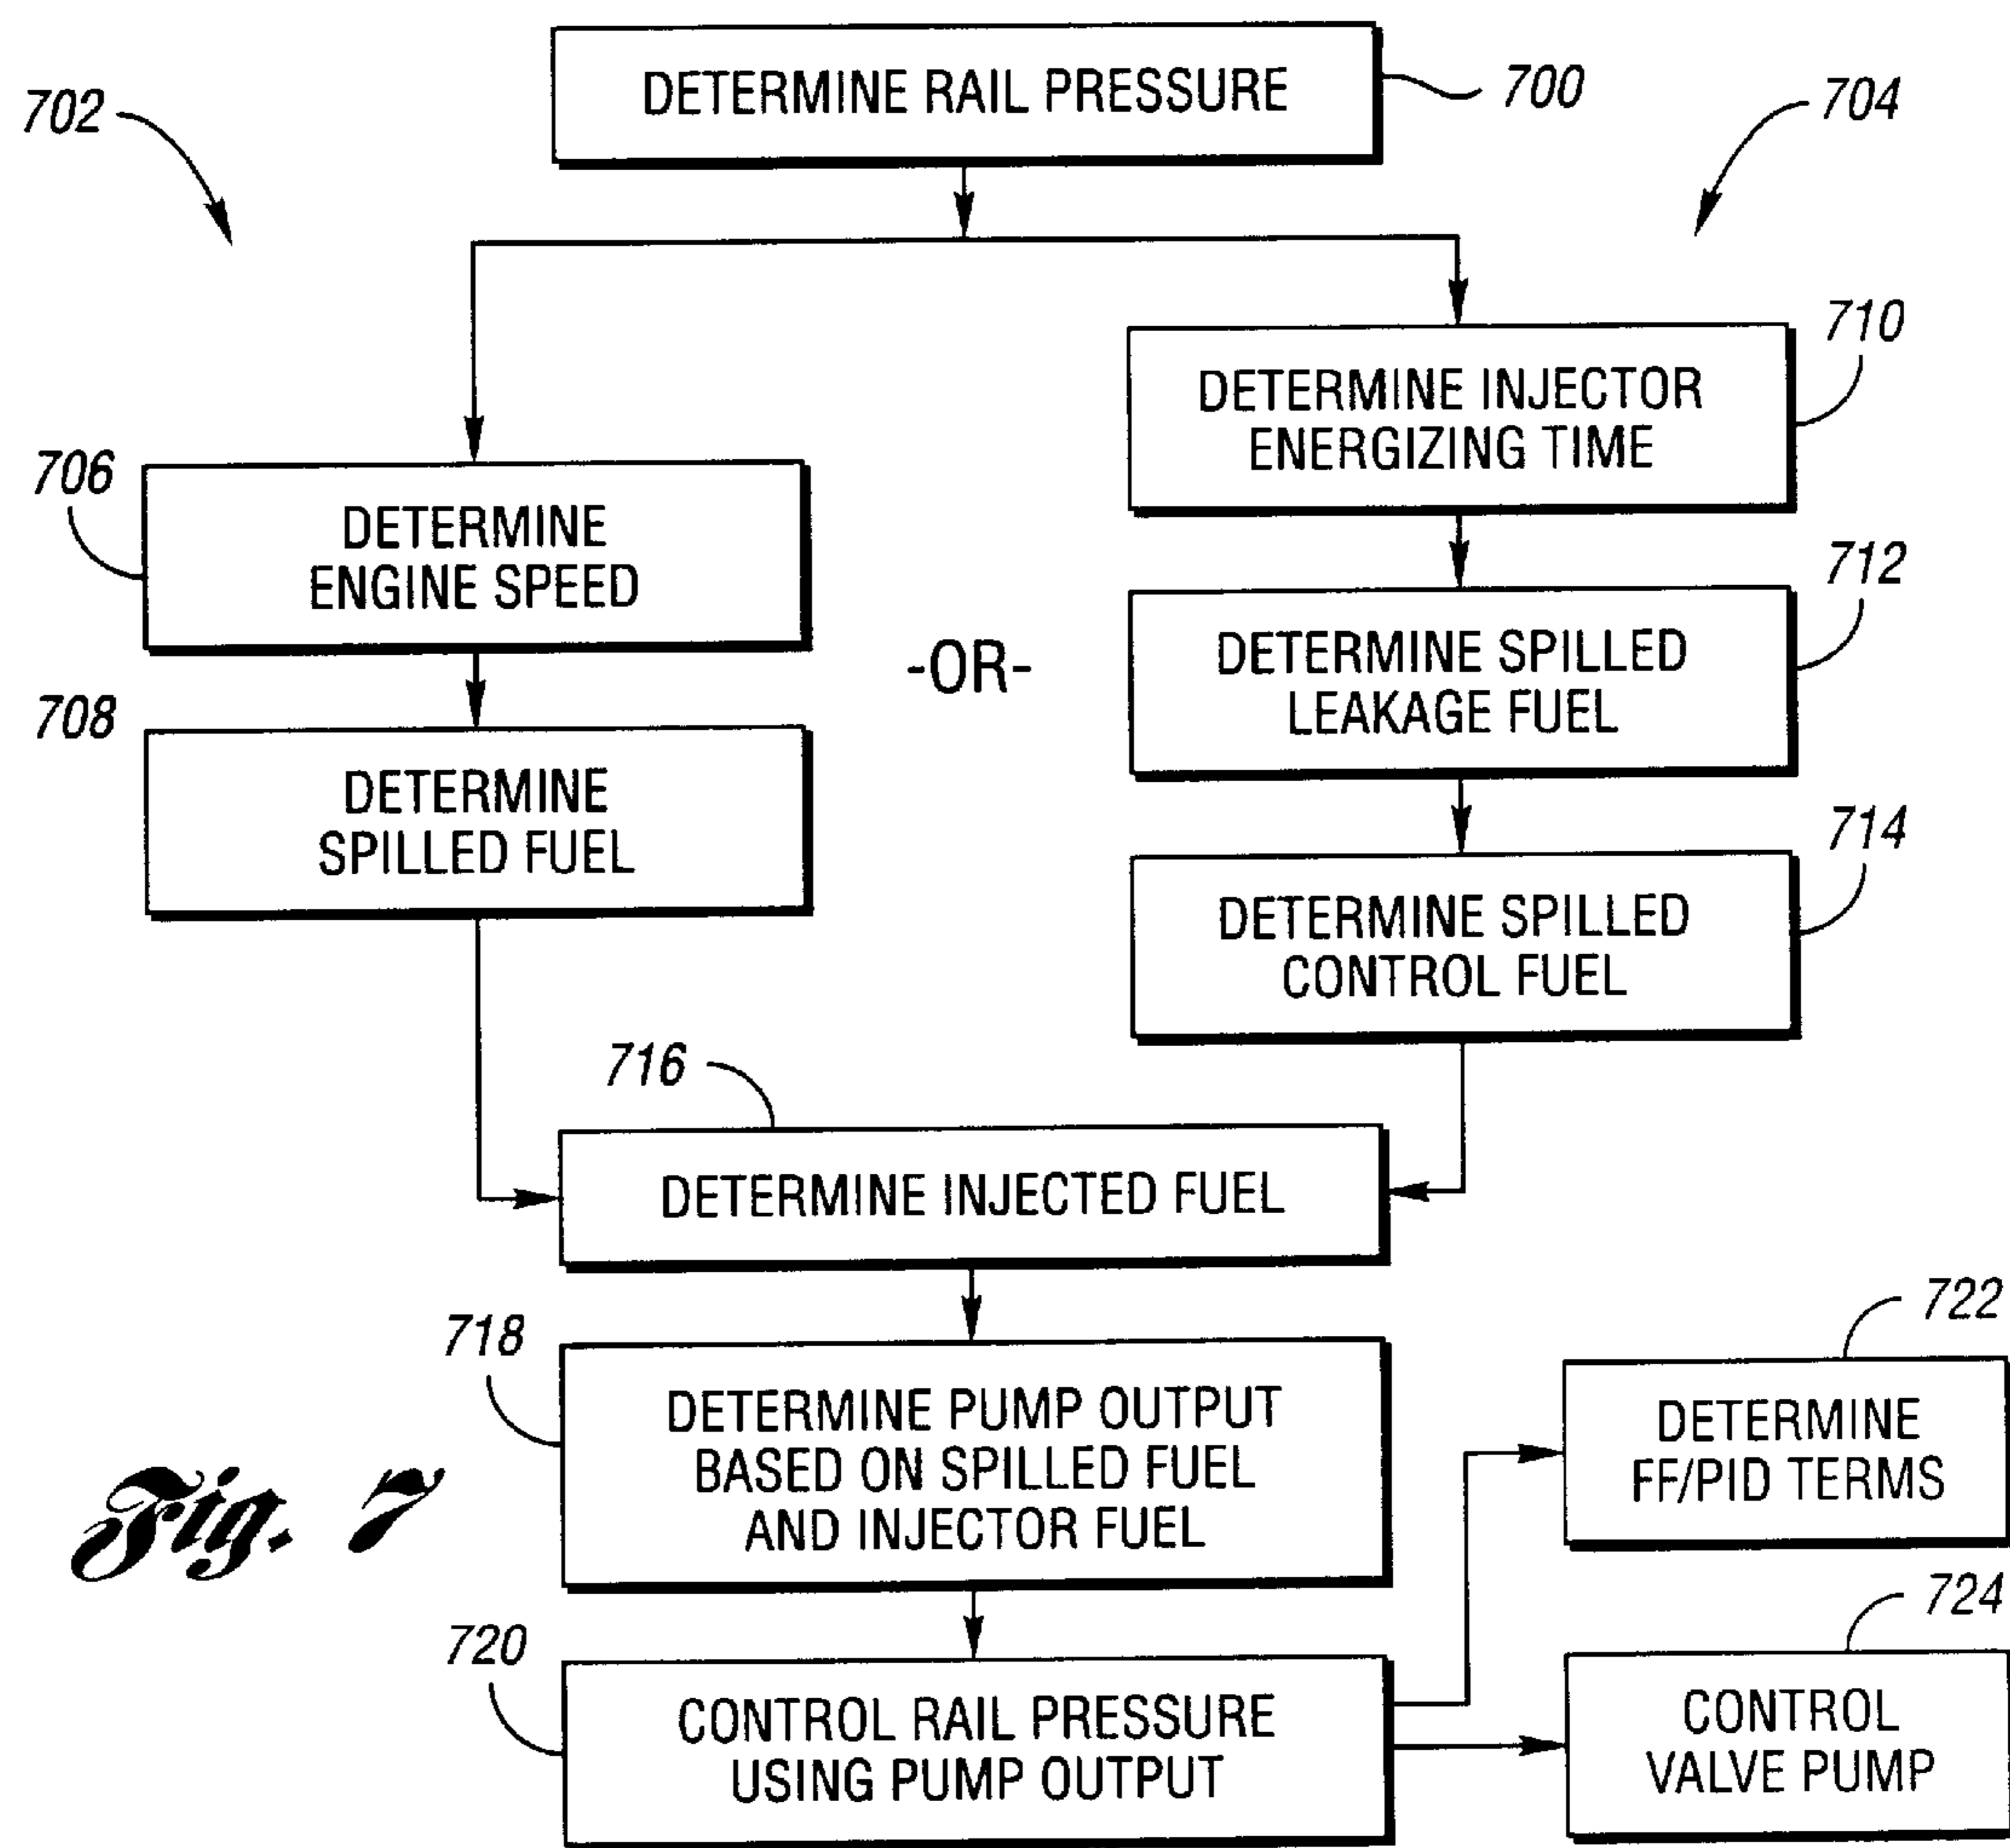 DETERMINE RAIL PRESSURE
700
702
704
710
DETERMINE INJECTOR
ENERGIZING TIME
706
DETERMINE
ENGINE SPEED
712
-OR-
DETERMINE SPILLED
LEAKAGE FUEL
708
DETERMINE
SPILLED FUEL
714
DETERMINE SPILLED
CONTROL FUEL
716
DETERMINE INJECTED FUEL
718
DETERMINE PUMP OUTPUT
BASED ON SPILLED FUEL
AND INJECTOR FUEL
722
DETERMINE
FF/PID TERMS
Fig. 7
720
CONTROL RAIL PRESSURE
USING PUMP OUTPUT
724
CONTROL
VALVE PUMP